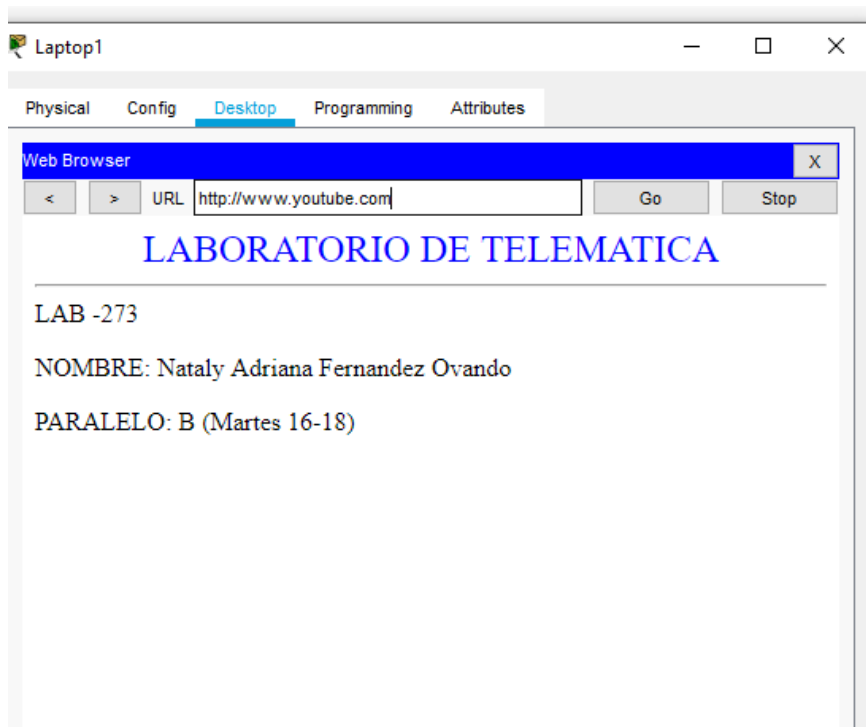 Laptop1
Physical Config Desktop Programming Attributes
Web Browser X
< > URL http://www.youtube.com Go Stop
LABORATORIO DE TELEMATICA
LAB -273
NOMBRE: Nataly Adriana Fernandez Ovando
PARALELO: B (Martes 16-18)